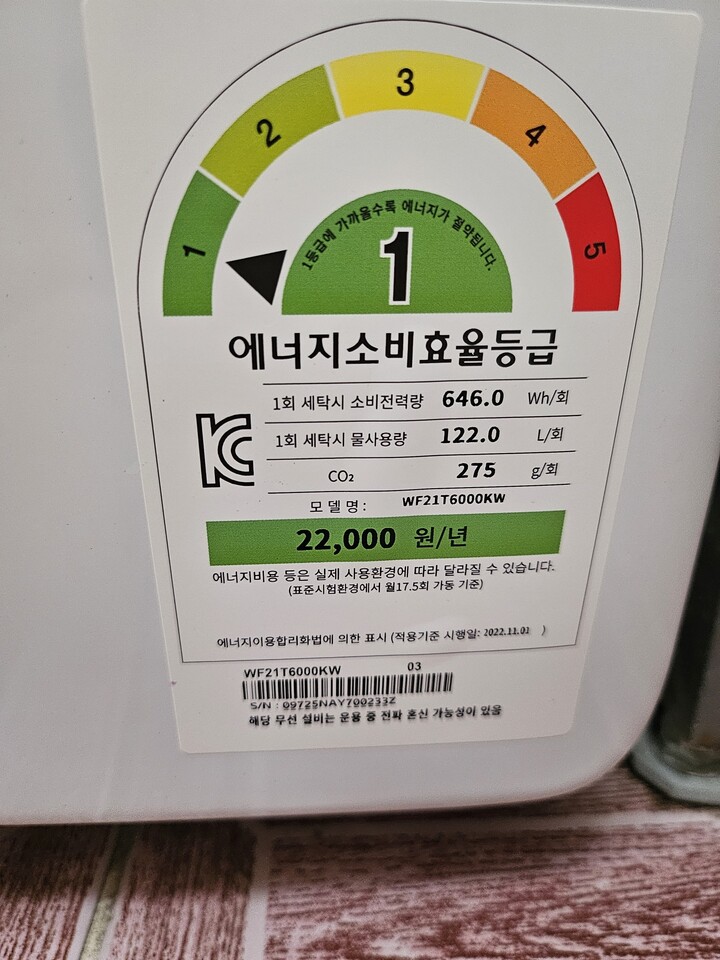 1
2
3
4
5
1등급에 가까울수록 에너지가 절약됩니다.
1
에너지소비효율등급
1회 세탁시 소비전력량 646.0 Wh/회
1회 세탁시 물사용량 122.0 L/회
CO₂ 275 g/회
KC
모 델 명 : WF21T6000KW
22,000 원/년
에너지비용 등은 실제 사용환경에 따라 달라질 수 있습니다.
(표준시험환경에서 월17.5회 가동 기준)
에너지이용합리화법에 의한 표시 (적용기준 시행일: 2022.11.01 )
WF21T6000KW 03
S/N : 09725NAY700233Z
해당 무선 설비는 운용 중 전파 혼신 가능성이 있음